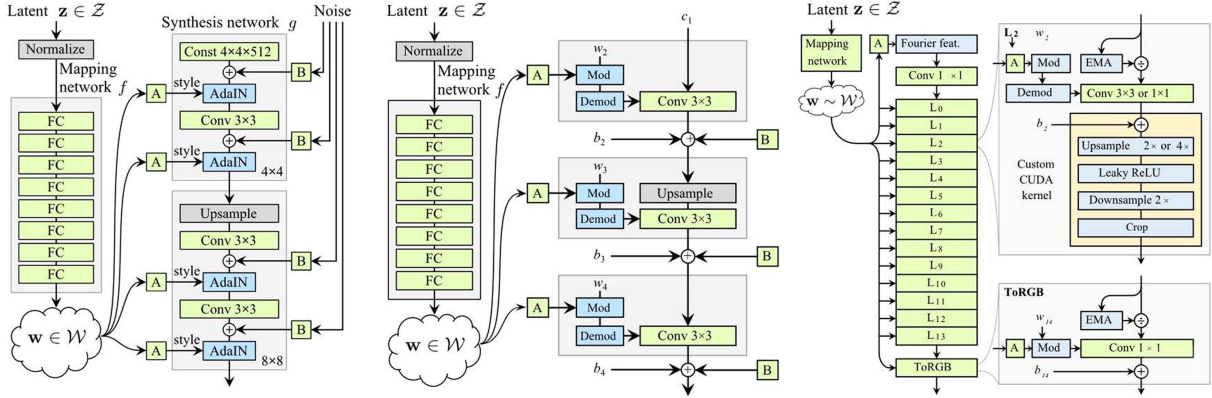 Latent z ∈ Z
Normalize
Mapping
network f
FC
FC
FC
FC
FC
FC
FC
FC
w ∈ W
Synthesis network g
Noise
Const 4×4×512
B
A
style
AdaIN
Conv 3×3
B
A
style
AdaIN
4×4
Upsample
Conv 3×3
B
A
style
AdaIN
Conv 3×3
B
A
style
AdaIN
8×8
Latent z ∈ Z
Normalize
Mapping
network f
FC
FC
FC
FC
FC
FC
FC
FC
w ∈ W
c1
w2
A
Mod
Demod
Conv 3×3
b2
B
w3
A
Mod
Upsample
Demod
Conv 3×3
b3
B
w4
A
Mod
Demod
Conv 3×3
b4
B
Latent z ∈ Z
Mapping
network
w ∼ W
A
Fourier feat.
Conv 1 ×1
L0
L1
L2
L3
L4
L5
L6
L7
L8
L9
L10
L11
L12
L13
ToRGB
L2
w2
A
Mod
EMA
÷
Demod
Conv 3×3 or 1×1
b2
Upsample 2× or 4×
Leaky ReLU
Downsample 2×
Crop
Custom
CUDA
kernel
ToRGB
EMA
÷
w14
A
Mod
Conv 1 × 1
b14